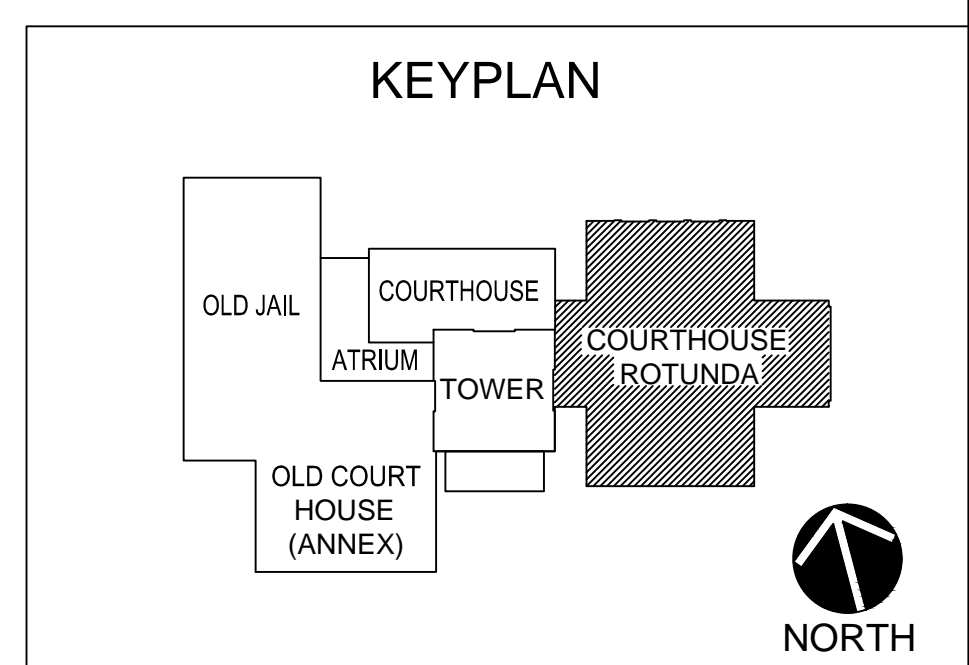 KEYPLAN
OLD JAIL
COURTHOUSE
ATRIUM
TOWER
COURTHOUSE
ROTUNDA
OLD COURT
HOUSE
(ANNEX)
NORTH